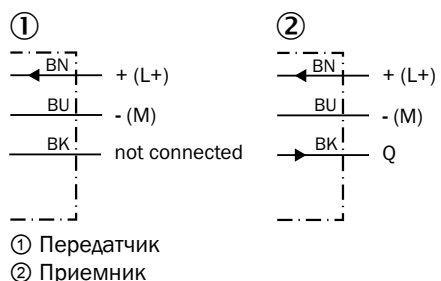 ① ②
BN + (L+) BN + (L+)
BU - (M) BU - (M)
BK not connected BK Q
① Передатчик
② Приемник